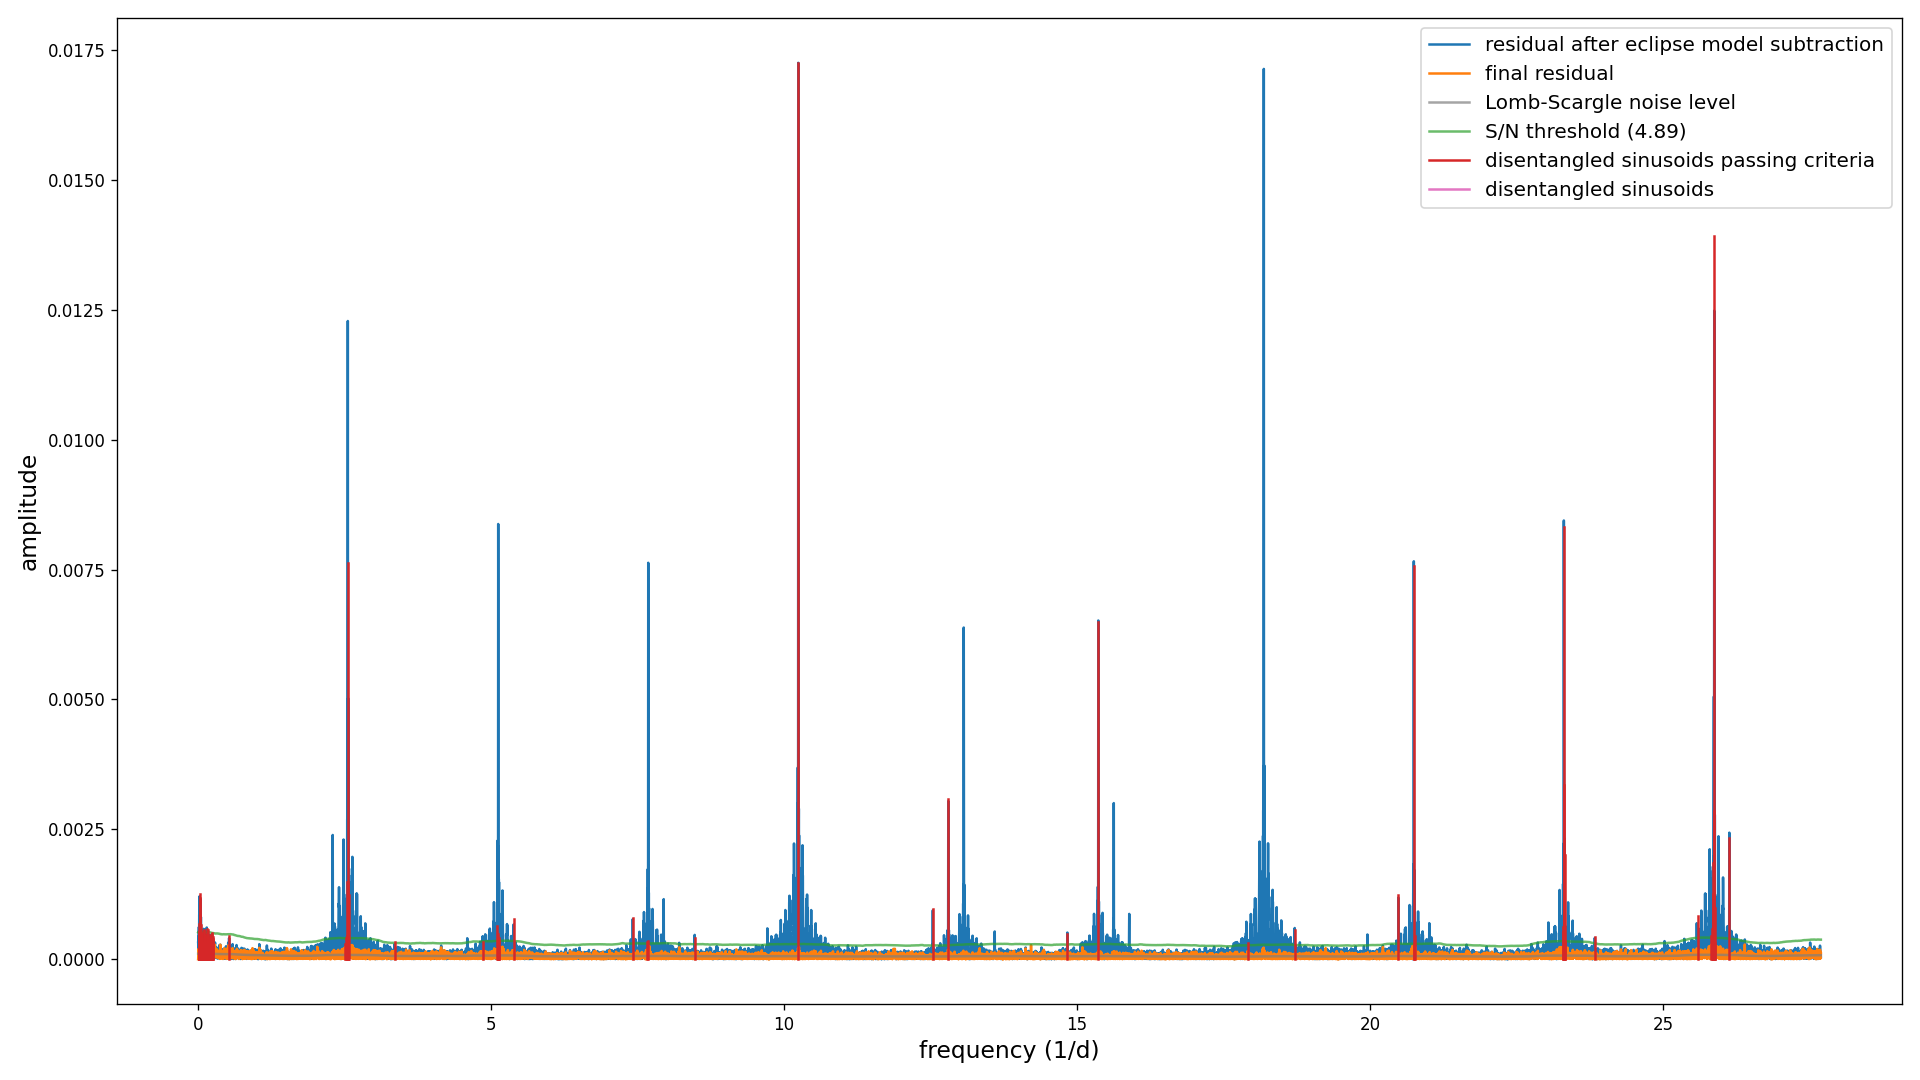 0.0175
0.0150
0.0125
0.0100
0.0075
0.0050
0.0025
0.0000
amplitude
residual after eclipse model subtraction
final residual
Lomb-Scargle noise level
S/N threshold (4.89)
disentangled sinusoids passing criteria
disentangled sinusoids
0 5 10 15 20 25
frequency (1/d)